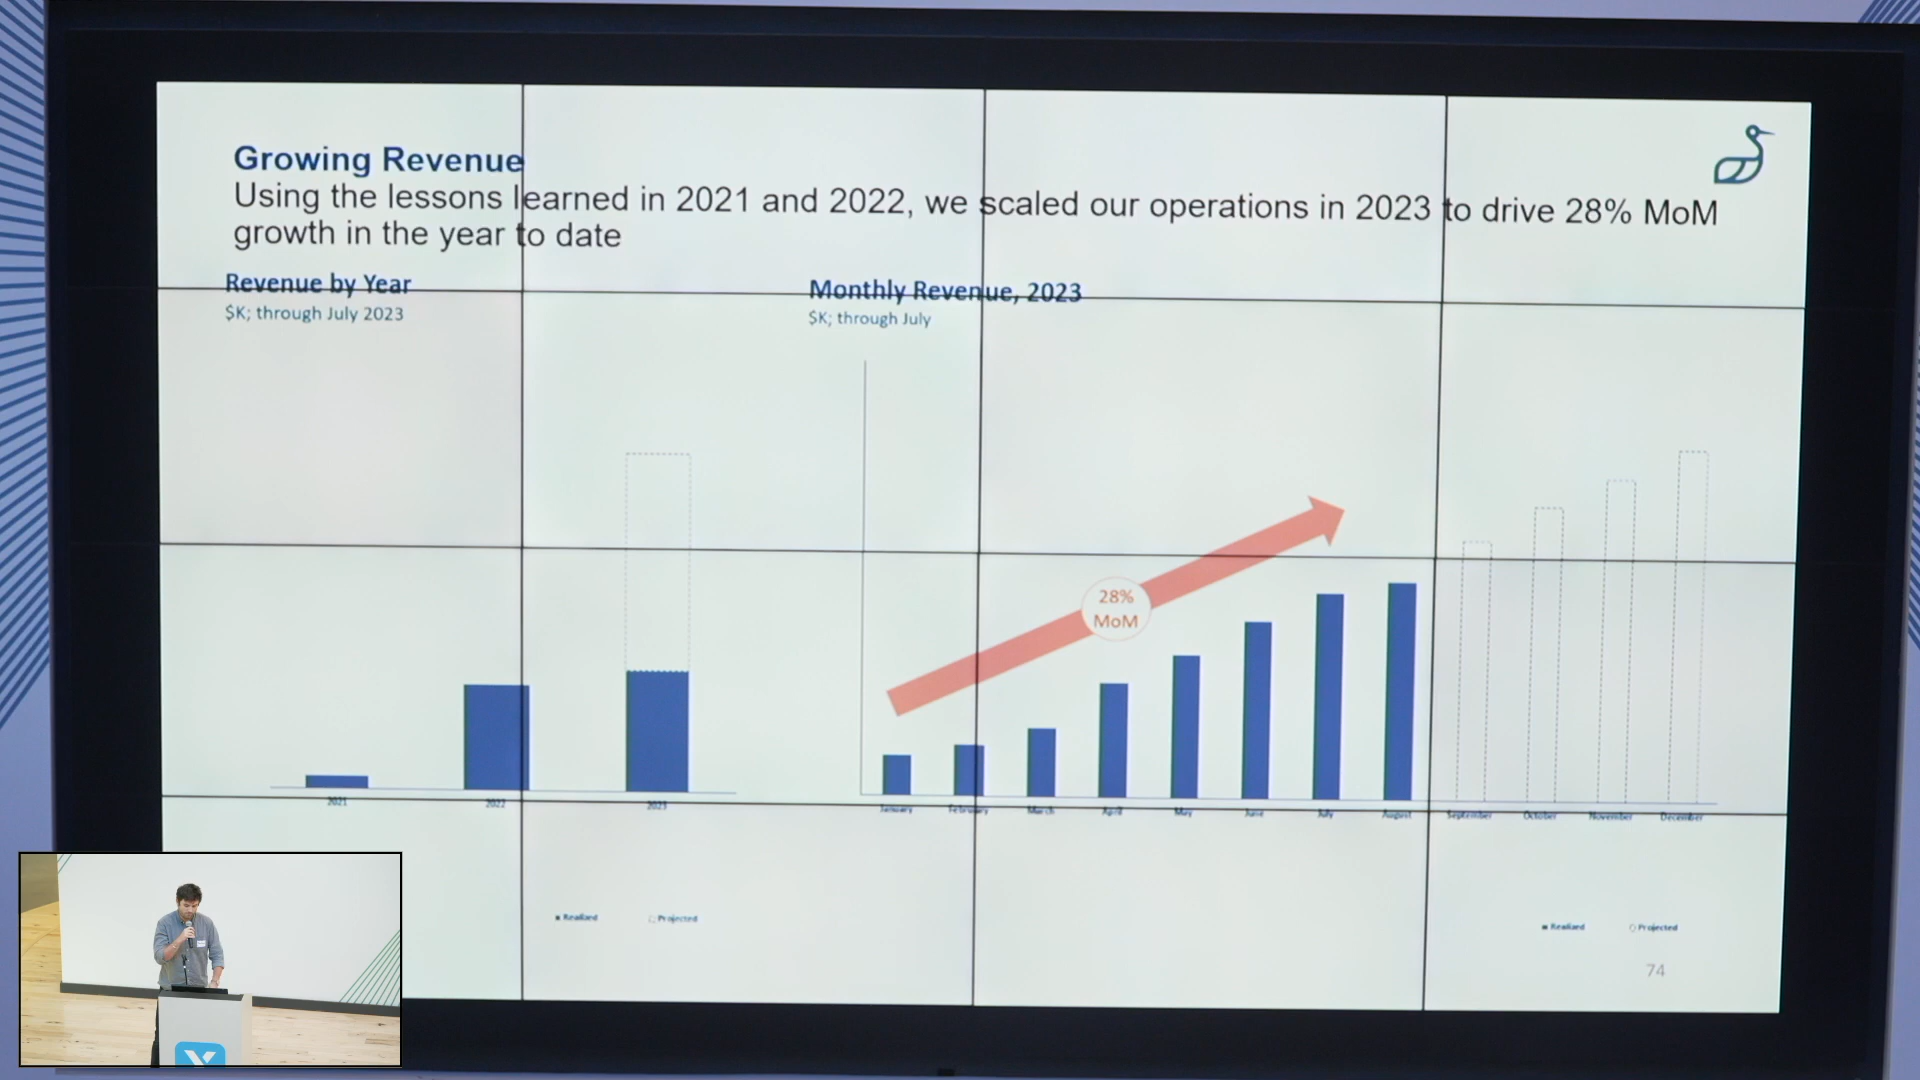 Growing Revenue
Using the lessons learned in 2021 and 2022, we scaled our operations in 2023 to drive 28% MoM
growth in the year to date
Revenue by Year
$K; through July 2023
Monthly Revenue, 2023
$K; through July
28%
MoM
2021
2022
2023
January
February
March
April
May
June
July
August
September
October
November
December
Realized
Projected
Realized
Projected
74